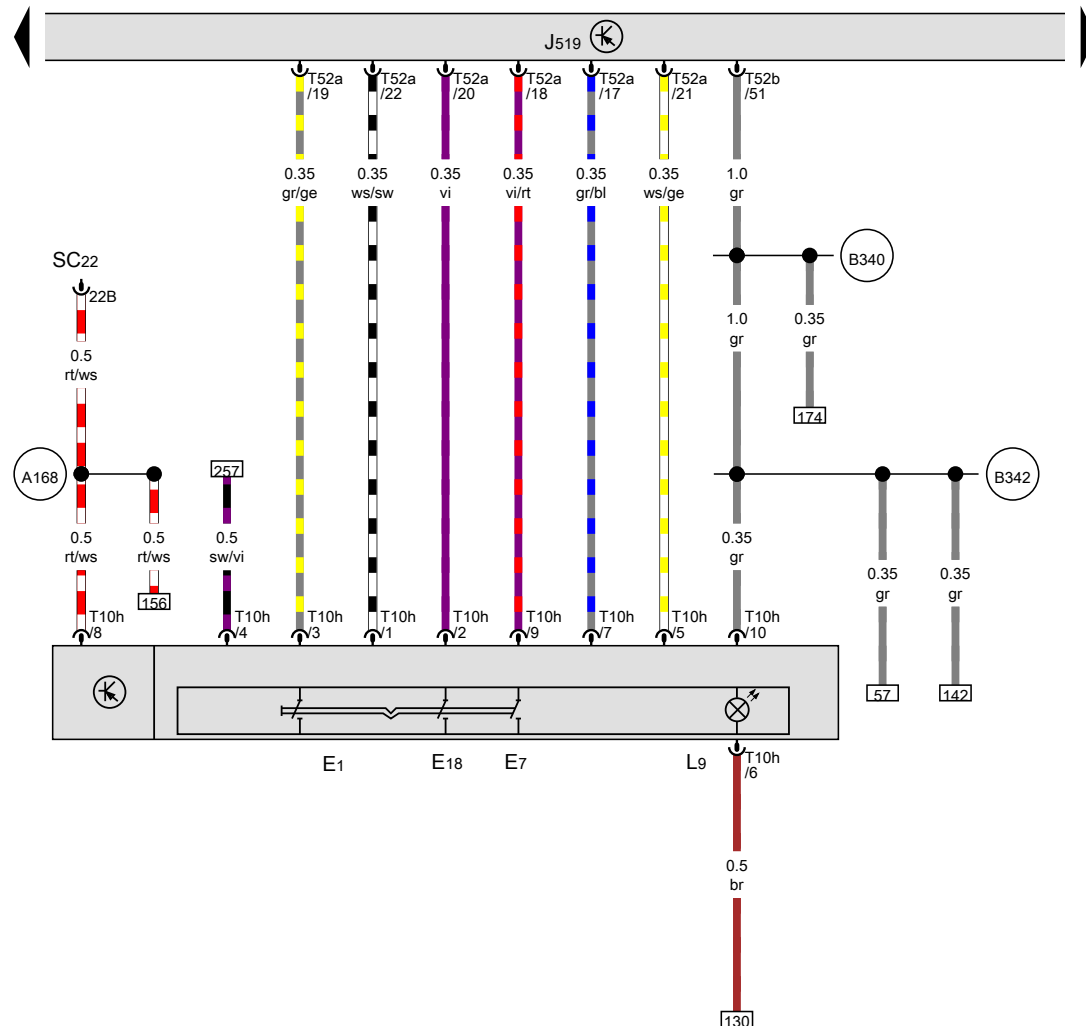 J519
T52a
/19
T52a
/22
T52a
/20
T52a
/18
T52a
/17
T52a
/21
T52b
/51
0.35
gr/ge
0.35
ws/sw
0.35
vi
0.35
vi/rt
0.35
gr/bl
0.35
ws/ge
1.0
gr
SC22
22B
B340
0.5
rt/ws
1.0
gr
0.35
gr
174
A168
257
B342
0.5
rt/ws
0.5
rt/ws
0.5
sw/vi
0.35
gr
0.35
gr
0.35
gr
156
T10h
/8
T10h
/4
T10h
/3
T10h
/1
T10h
/2
T10h
/9
T10h
/7
T10h
/5
T10h
/10
57
142
E1
E18
E7
L9
T10h
/6
0.5
br
130